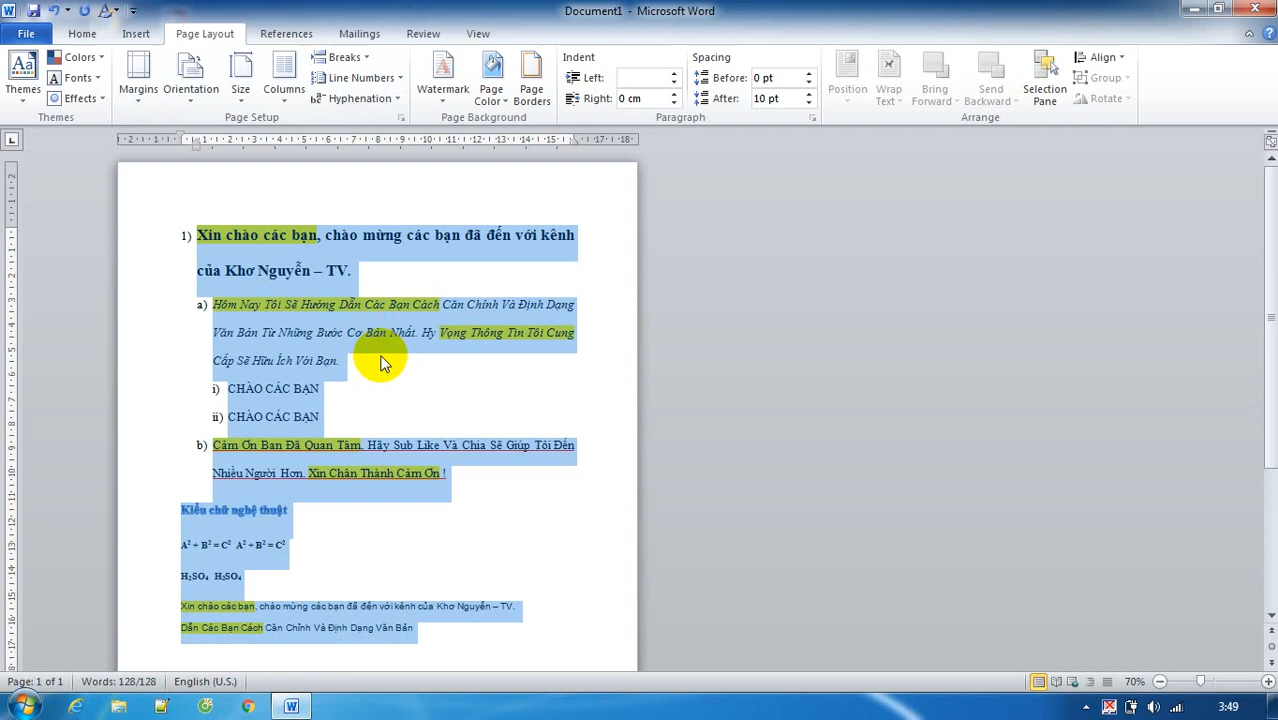 Document1 - Microsoft Word
File Home Insert Page Layout References Mailings Review View
Themes
Colors
Fonts
Effects
Themes
Margins
Orientation
Size
Columns
Breaks
Line Numbers
Hyphenation
Page Setup
Watermark
Page Color
Page Borders
Page Background
Indent
Left:
Right: 0 cm
Spacing
Before: 0 pt
After: 10 pt
Paragraph
Position
Wrap Text
Bring Forward
Send Backward
Selection Pane
Align
Group
Rotate
Arrange
1) Xin chào các bạn, chào mừng các bạn đã đến với kênh
của Khơ Nguyễn – TV.
a) Hôm Nay Tôi Sẽ Hướng Dẫn Các Bạn Cách Căn Chỉnh Và Định Dạng
Văn Bản Từ Những Bước Cơ Bản Nhất. Hy Vọng Thông Tin Tôi Cung
Cấp Sẽ Hữu Ích Với Bạn.
i) CHÀO CÁC BẠN
ii) CHÀO CÁC BẠN
b) Cảm Ơn Bạn Đã Quan Tâm. Hãy Sub Like Và Chia Sẽ Giúp Tôi Đến
Nhiều Người Hơn. Xin Chân Thành Cảm Ơn !
Kiểu chữ nghệ thuật
A² + B² = C² A² + B² = C²
H₂SO₄ H₂SO₄
Xin chào các bạn, chào mừng các bạn đã đến với kênh của Khơ Nguyễn – TV.
Dẫn Các Bạn Cách Căn Chỉnh Và Định Dạng Văn Bản
Page: 1 of 1 Words: 128/128 English (U.S.) 70%
3:49